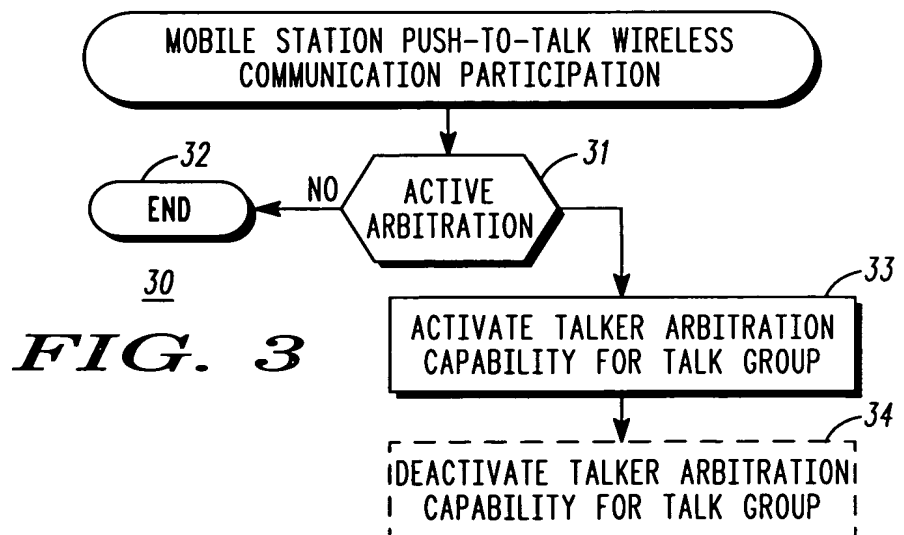 MOBILE STATION PUSH-TO-TALK WIRELESS
COMMUNICATION PARTICIPATION
31
32
NO
ACTIVE
ARBITRATION
END
30
33
FIG. 3
ACTIVATE TALKER ARBITRATION
CAPABILITY FOR TALK GROUP
34
DEACTIVATE TALKER ARBITRATION
CAPABILITY FOR TALK GROUP